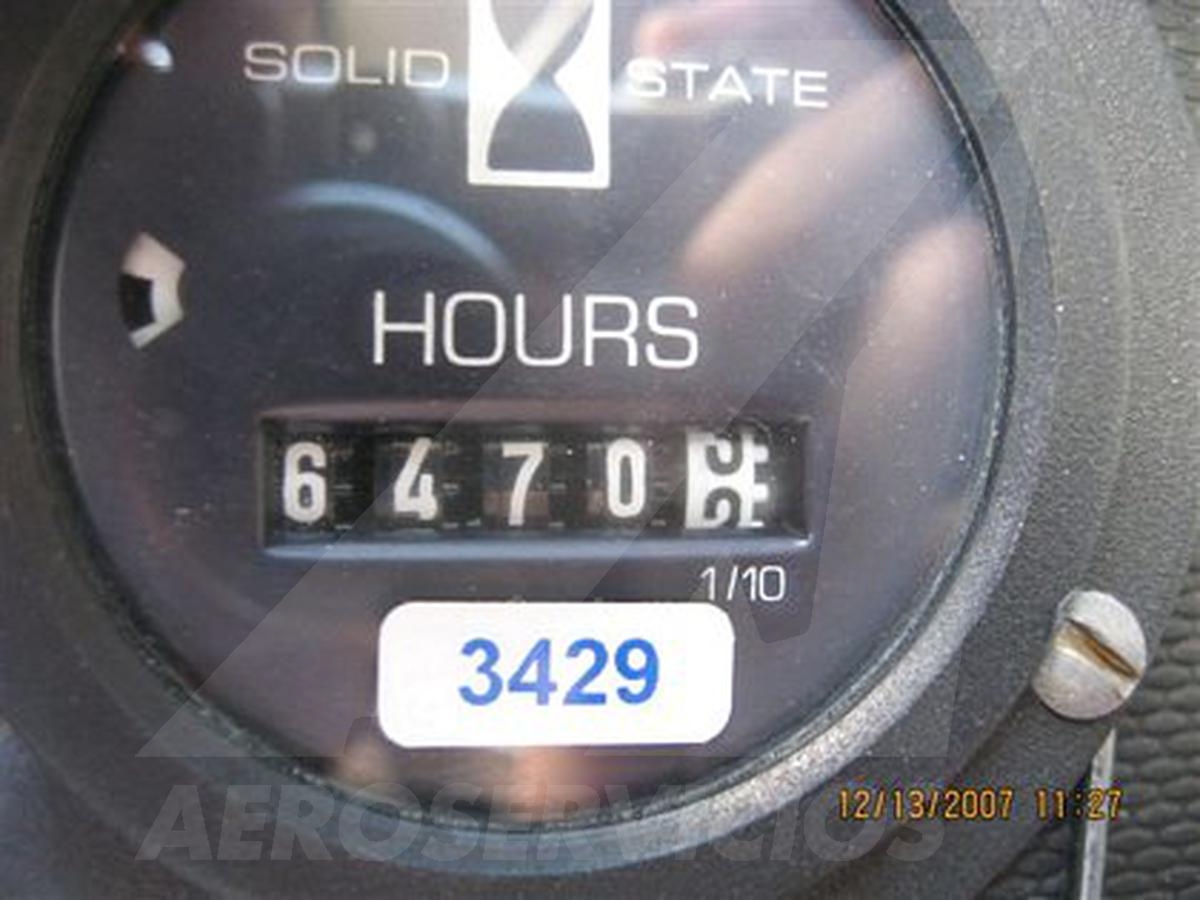 SOLID STATE
HOURS
6470
1/10
3429
12/13/2007 11:27
AEROSERVICIOS